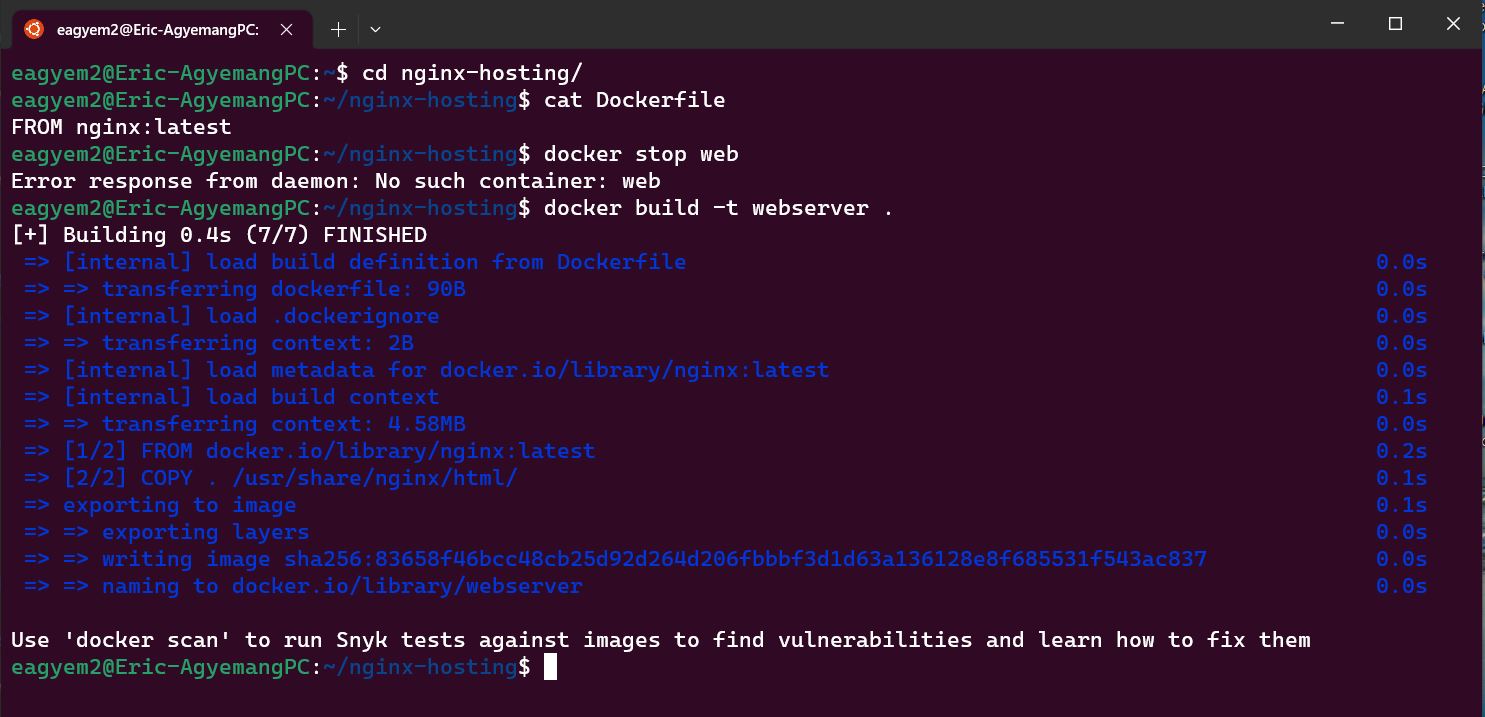 eagyem2@Eric-AgyemangPC:
eagyem2@Eric-AgyemangPC:~$ cd nginx-hosting/
eagyem2@Eric-AgyemangPC:~/nginx-hosting$ cat Dockerfile
FROM nginx:latest
eagyem2@Eric-AgyemangPC:~/nginx-hosting$ docker stop web
Error response from daemon: No such container: web
eagyem2@Eric-AgyemangPC:~/nginx-hosting$ docker build -t webserver .
[+] Building 0.4s (7/7) FINISHED
=> [internal] load build definition from Dockerfile 0.0s
=> => transferring dockerfile: 90B 0.0s
=> [internal] load .dockerignore 0.0s
=> => transferring context: 2B 0.0s
=> [internal] load metadata for docker.io/library/nginx:latest 0.0s
=> [internal] load build context 0.1s
=> => transferring context: 4.58MB 0.0s
=> [1/2] FROM docker.io/library/nginx:latest 0.2s
=> [2/2] COPY . /usr/share/nginx/html/ 0.1s
=> exporting to image 0.1s
=> => exporting layers 0.0s
=> => writing image sha256:83658f46bcc48cb25d92d264d206fbbbf3d1d63a136128e8f685531f543ac837 0.0s
=> => naming to docker.io/library/webserver 0.0s
Use 'docker scan' to run Snyk tests against images to find vulnerabilities and learn how to fix them
eagyem2@Eric-AgyemangPC:~/nginx-hosting$